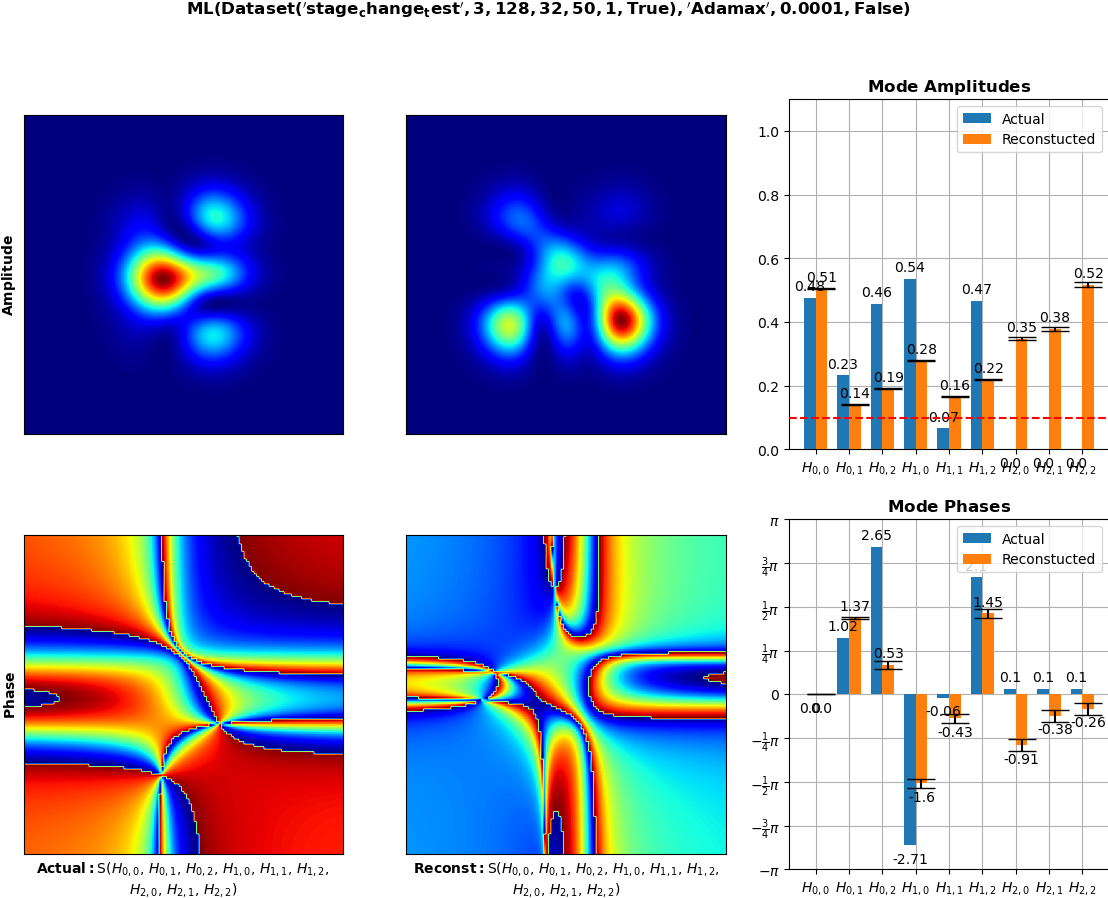 ML(Dataset('stage_change_test', 3, 128, 32, 50, 1, True), 'Adamax', 0.0001, False)
Amplitude
Mode Amplitudes
Actual
Reconstucted
1.0
0.8
0.6
0.4
0.2
0.0
0.48
0.51
0.23
0.14
0.46
0.19
0.54
0.28
0.07
0.16
0.47
0.22
0.0
0.35
0.0
0.38
0.0
0.52
H0,0 H0,1 H0,2 H1,0 H1,1 H1,2 H2,0 H2,1 H2,2
Phase
Actual: S(H0,0, H0,1, H0,2, H1,0, H1,1, H1,2,
H2,0, H2,1, H2,2)
Reconst: S(H0,0, H0,1, H0,2, H1,0, H1,1, H1,2,
H2,0, H2,1, H2,2)
Mode Phases
Actual
Reconstucted
π
3/4π
1/2π
1/4π
0
−1/4π
−1/2π
−3/4π
−π
0.0
0.0
1.02
1.37
2.65
0.53
-2.71
-1.6
-0.06
-0.43
2.1
1.45
0.1
-0.91
0.1
-0.38
0.1
-0.26
H0,0 H0,1 H0,2 H1,0 H1,1 H1,2 H2,0 H2,1 H2,2